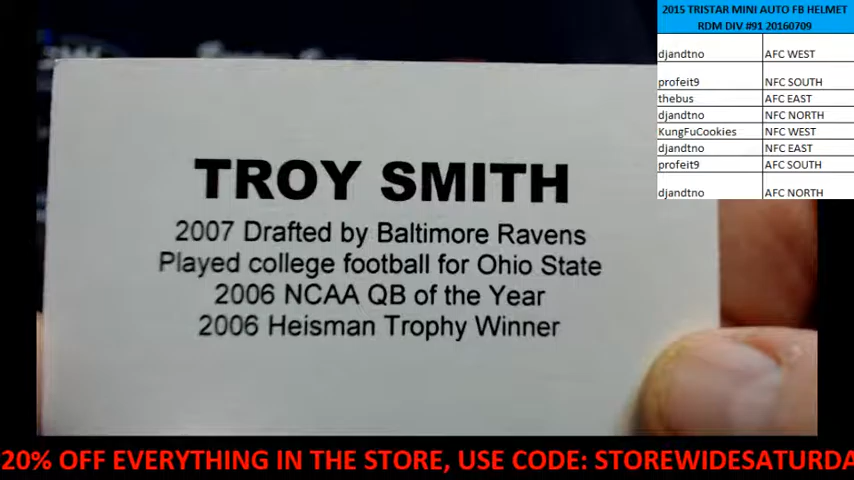 2015 TRISTAR MINI AUTO FB HELMET
RDM DIV #91 20160709
djandtno AFC WEST
profeit9 NFC SOUTH
thebus AFC EAST
djandtno NFC NORTH
KungFuCookies NFC WEST
djandtno NFC EAST
profeit9 AFC SOUTH
djandtno AFC NORTH
TROY SMITH
2007 Drafted by Baltimore Ravens
Played college football for Ohio State
2006 NCAA QB of the Year
2006 Heisman Trophy Winner
20% OFF EVERYTHING IN THE STORE, USE CODE: STOREWIDESATURDA